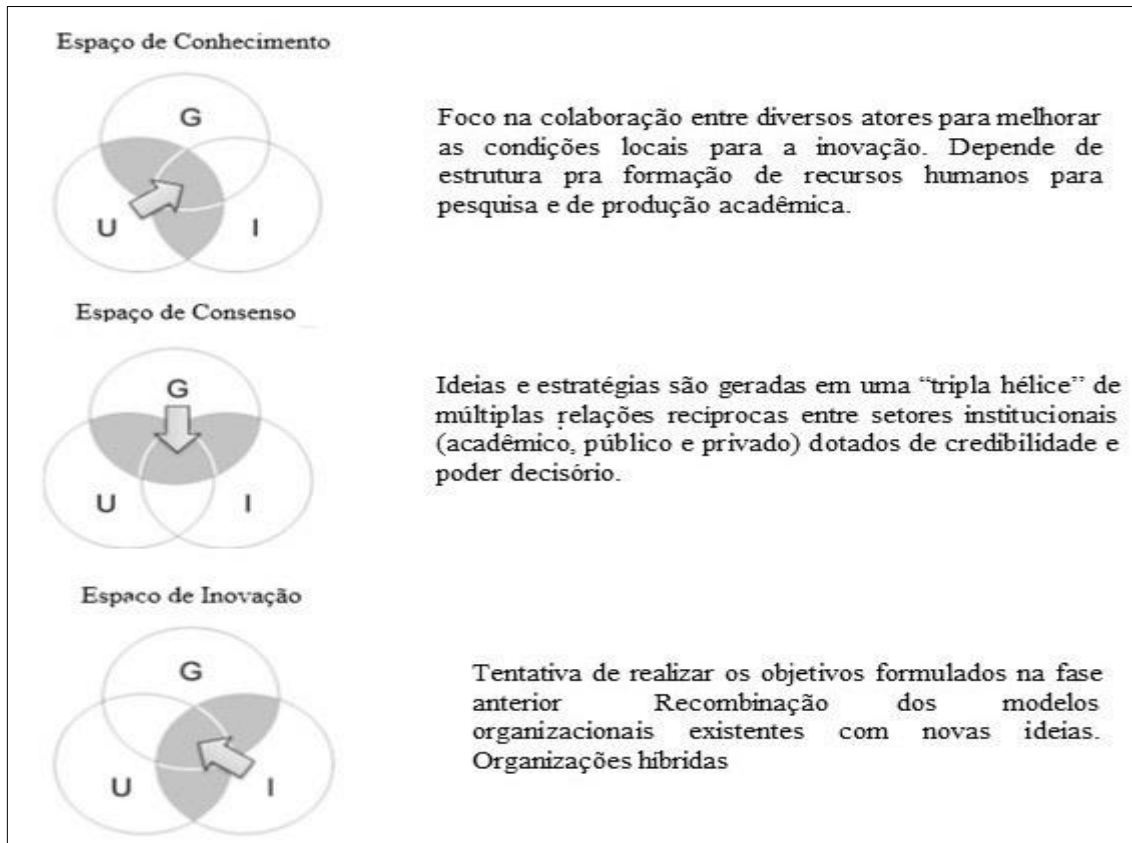 Espaço de Conhecimento
G
U
I
Foco na colaboração entre diversos atores para melhorar
as condições locais para a inovação. Depende de
estrutura pra formação de recursos humanos para
pesquisa e de produção acadêmica.
Espaço de Consenso
G
U
I
Ideias e estratégias são geradas em uma “tripla hélice” de
múltiplas relações recíprocas entre setores institucionais
(acadêmico, público e privado) dotados de credibilidade e
poder decisório.
Espaco de Inovação
G
U
I
Tentativa de realizar os objetivos formulados na fase
anterior Recombinação dos modelos
organizacionais existentes com novas ideias.
Organizações híbridas